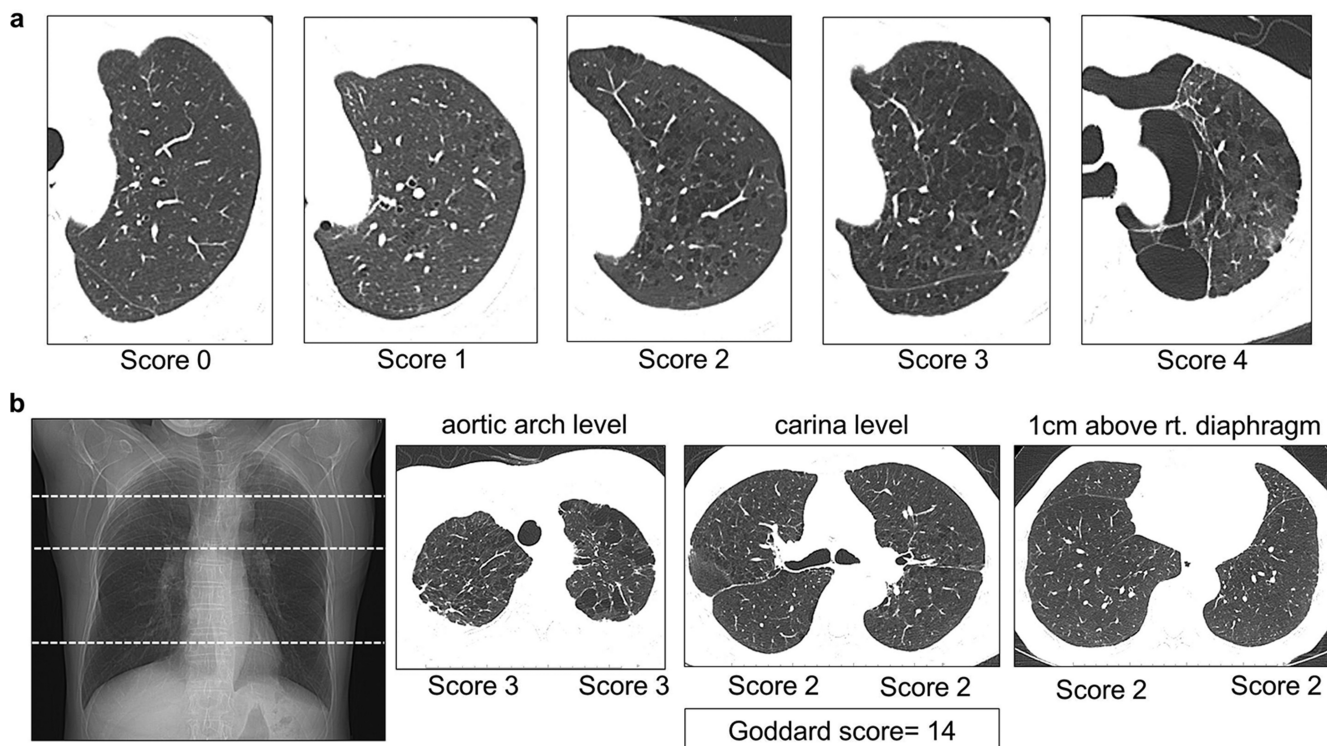 a
Score 0
Score 1
Score 2
Score 3
Score 4
b
aortic arch level
carina level
1cm above rt. diaphragm
Score 3
Score 3
Score 2
Score 2
Score 2
Score 2
Goddard score= 14